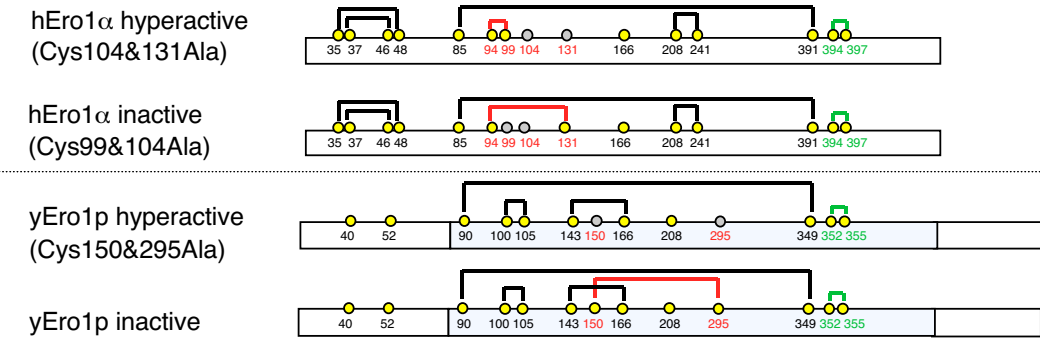 hEro1α hyperactive
(Cys104&131Ala)
35 37 46 48 85 94 99 104 131 166 208 241 391 394 397
hEro1α inactive
(Cys99&104Ala)
35 37 46 48 85 94 99 104 131 166 208 241 391 394 397
yEro1p hyperactive
(Cys150&295Ala)
40 52 90 100 105 143 150 166 208 295 349 352 355
yEro1p inactive
40 52 90 100 105 143 150 166 208 295 349 352 355